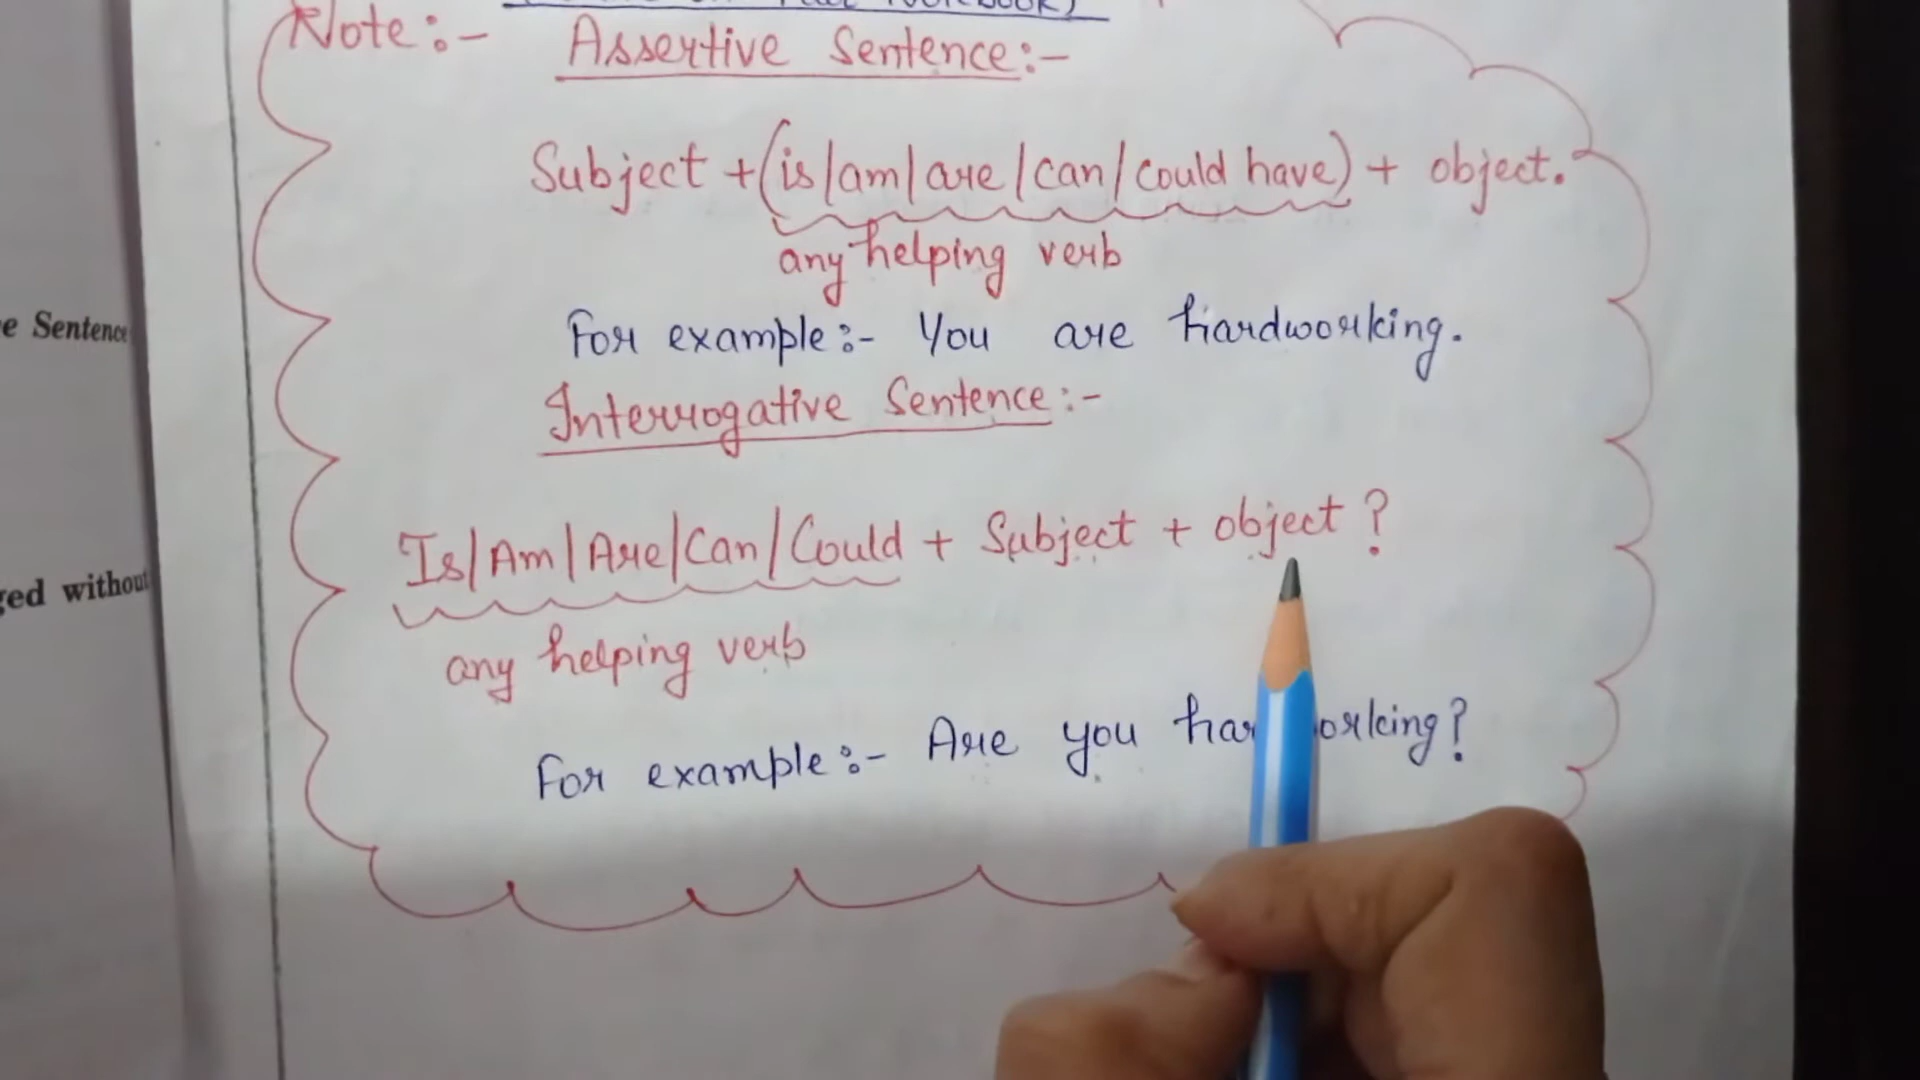 Note:- Assertive Sentence:-
Subject + (is/am/are/can/could have) + object.
any helping verb
For example:- You are hardworking.
Interrogative Sentence:-
Is/Am/Are/Can/Could + Subject + object?
any helping verb
For example:- Are you har orking?
e Sentence
ged without